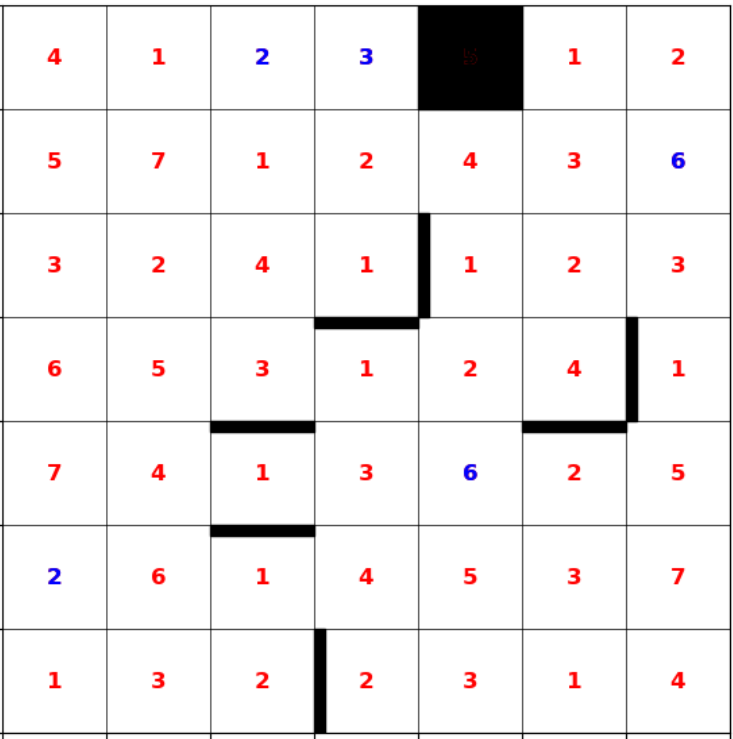 4 1 2 3 1 2
5 7 1 2 4 3 6
3 2 4 1 1 2 3
6 5 3 1 2 4 1
7 4 1 3 6 2 5
2 6 1 4 5 3 7
1 3 2 2 3 1 4